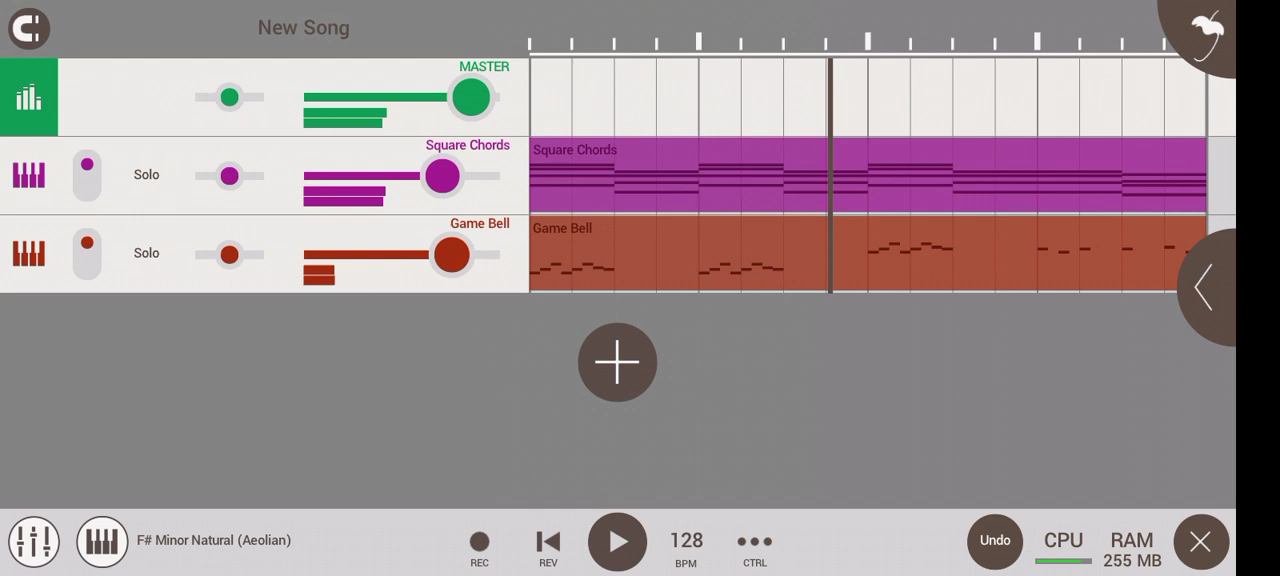 New Song
MASTER
Square Chords
Solo
Square Chords
Game Bell
Solo
Game Bell
F# Minor Natural (Aeolian)
REC
REV
128
BPM
CTRL
Undo
CPU
RAM
255 MB